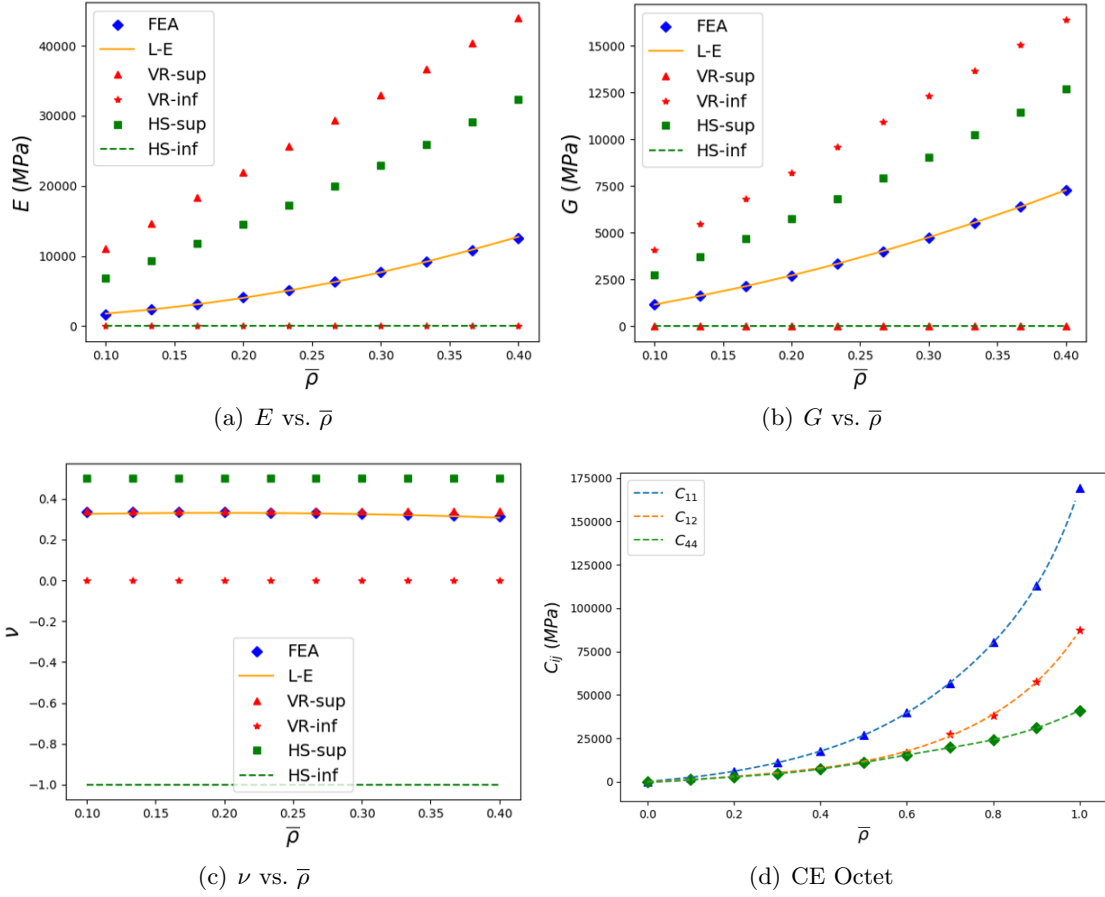 40000
30000
20000
10000
0
E (MPa)
FEA
L-E
VR-sup
VR-inf
HS-sup
HS-inf
0.10 0.15 0.20 0.25 0.30 0.35 0.40
ρ̅
(a) E vs. ρ̅
15000
12500
10000
7500
5000
2500
0
G (MPa)
FEA
L-E
VR-sup
VR-inf
HS-sup
HS-inf
0.10 0.15 0.20 0.25 0.30 0.35 0.40
ρ̅
(b) G vs. ρ̅
0.4
0.2
0.0
−0.2
−0.4
−0.6
−0.8
−1.0
ν
FEA
L-E
VR-sup
VR-inf
HS-sup
HS-inf
0.10 0.15 0.20 0.25 0.30 0.35 0.40
ρ̅
(c) ν vs. ρ̅
175000
150000
125000
100000
75000
50000
25000
0
C_ij (MPa)
C_11
C_12
C_44
0.0 0.2 0.4 0.6 0.8 1.0
ρ̅
(d) CE Octet